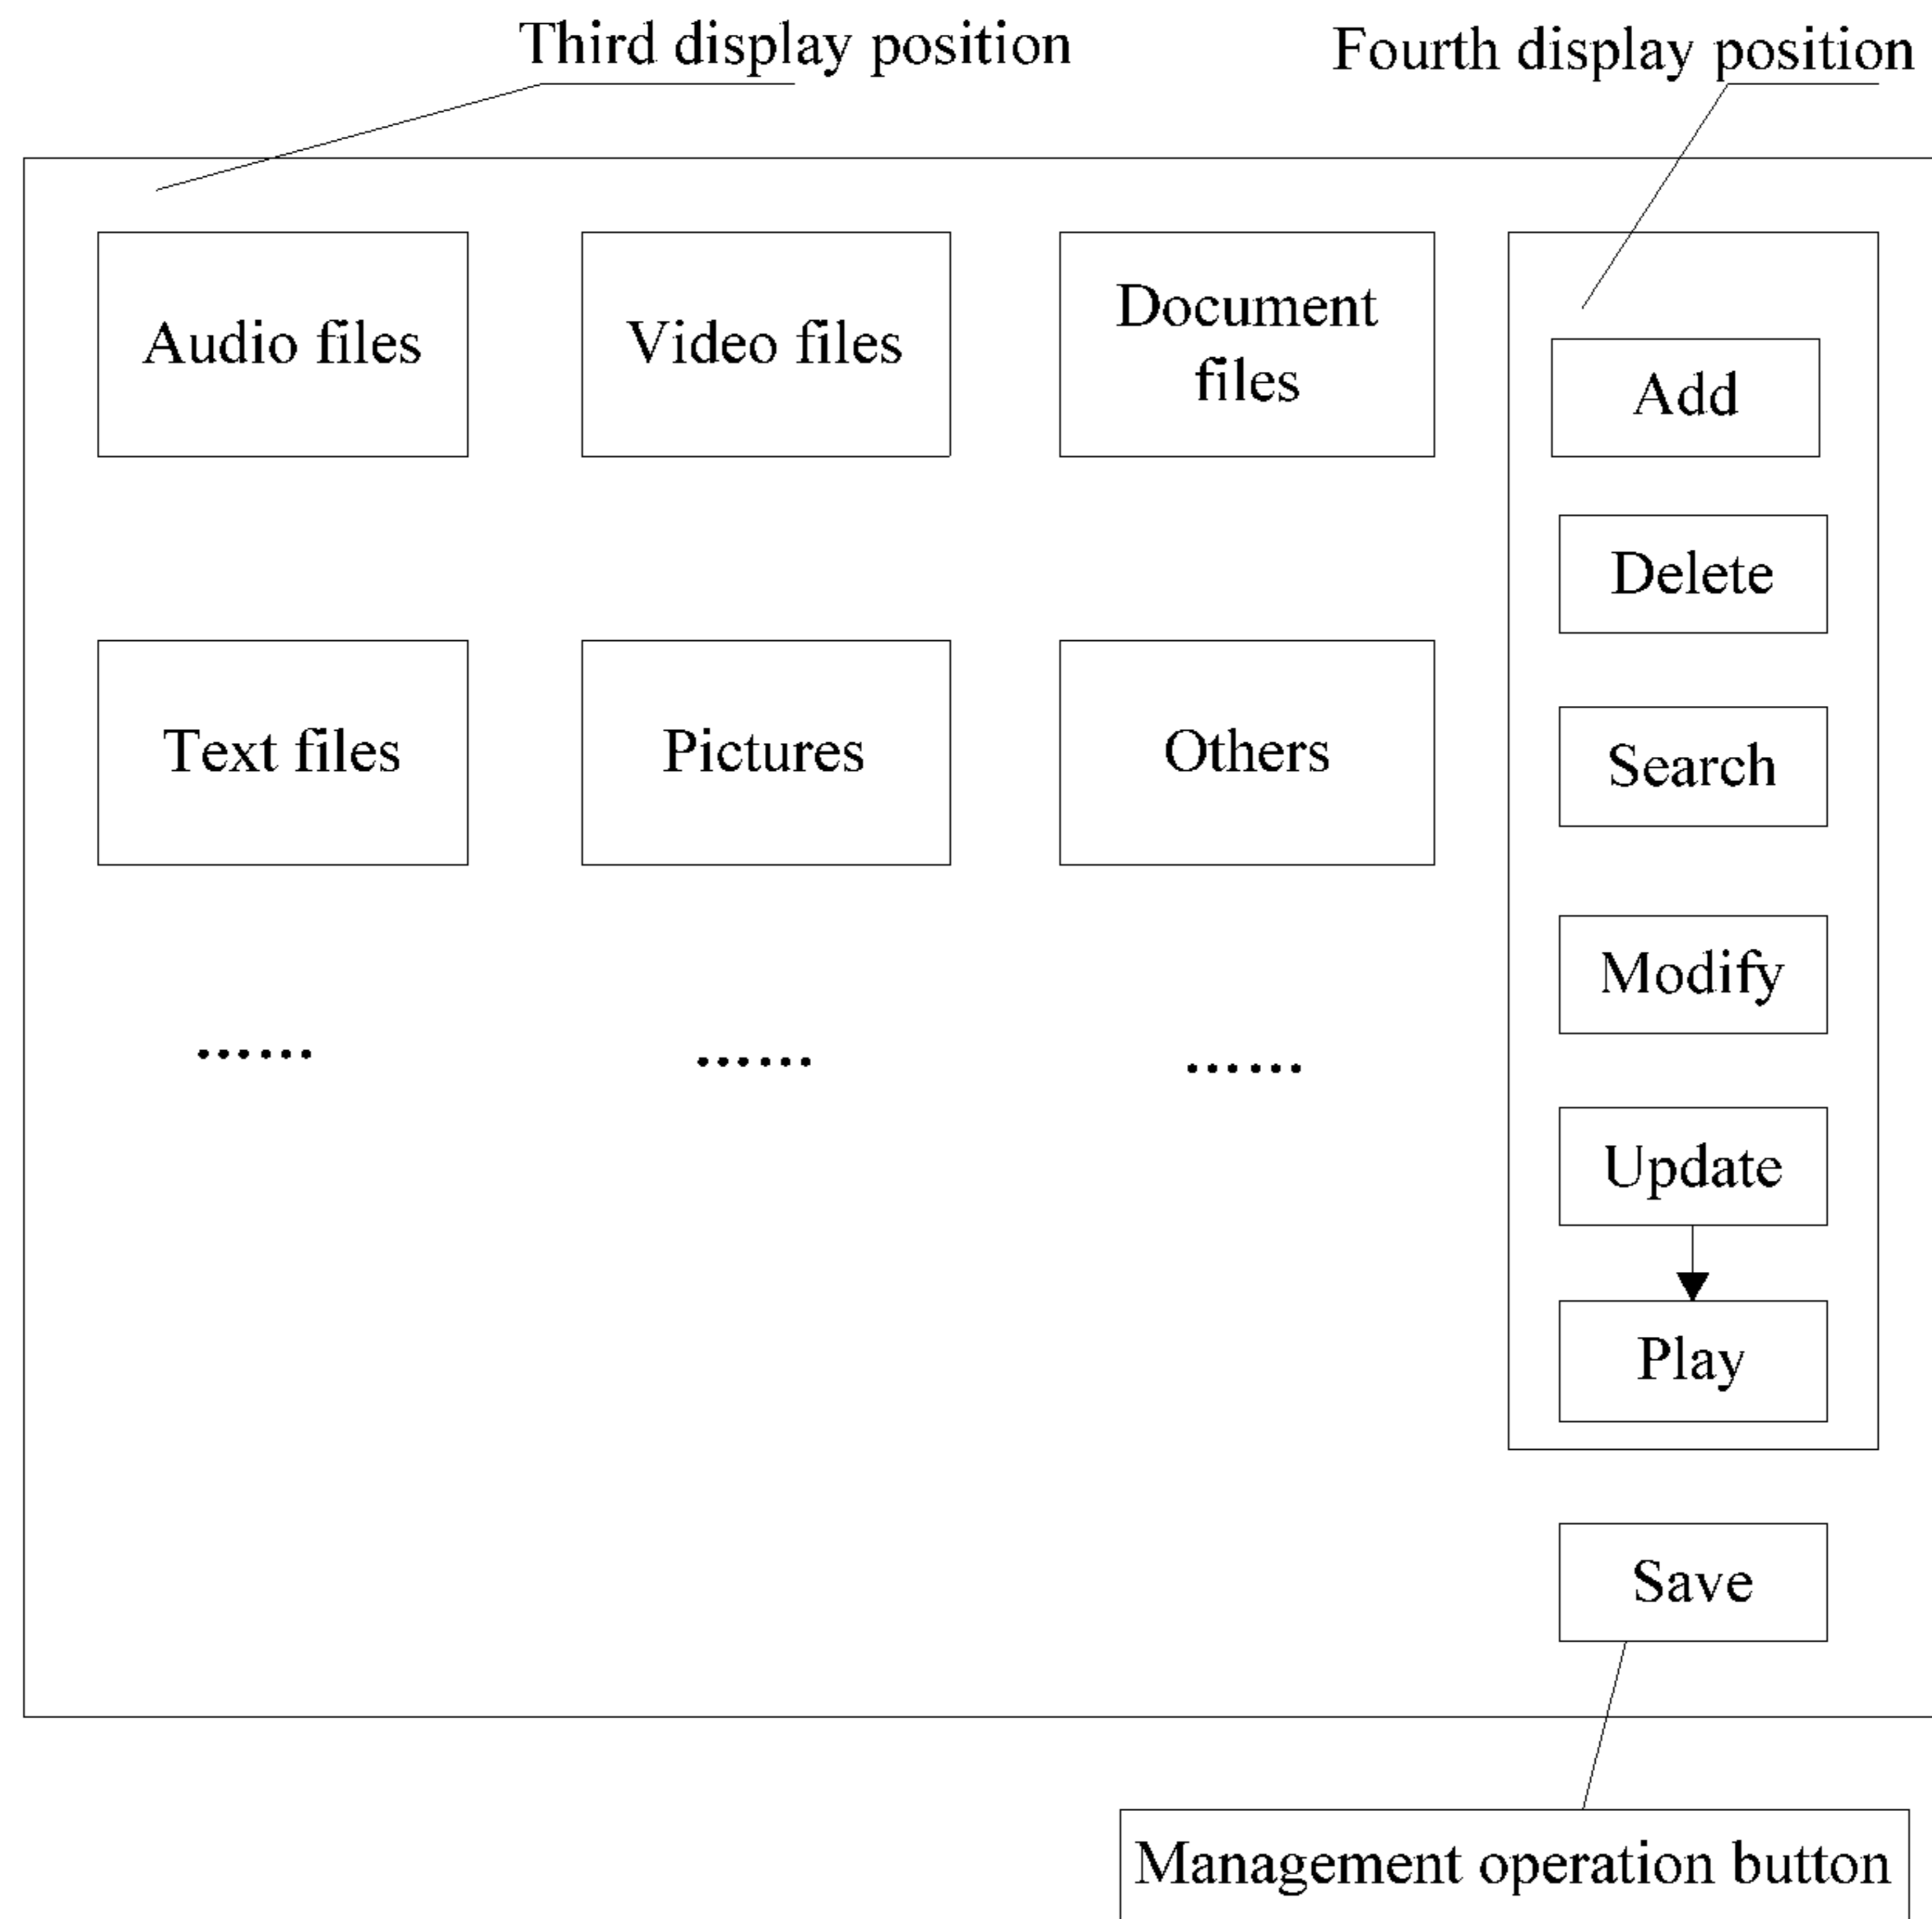 Third display position
Fourth display position
Audio files
Video files
Document
files
Add
Delete
Text files
Pictures
Others
Search
Modify
......
......
......
Update
Play
Save
Management operation button